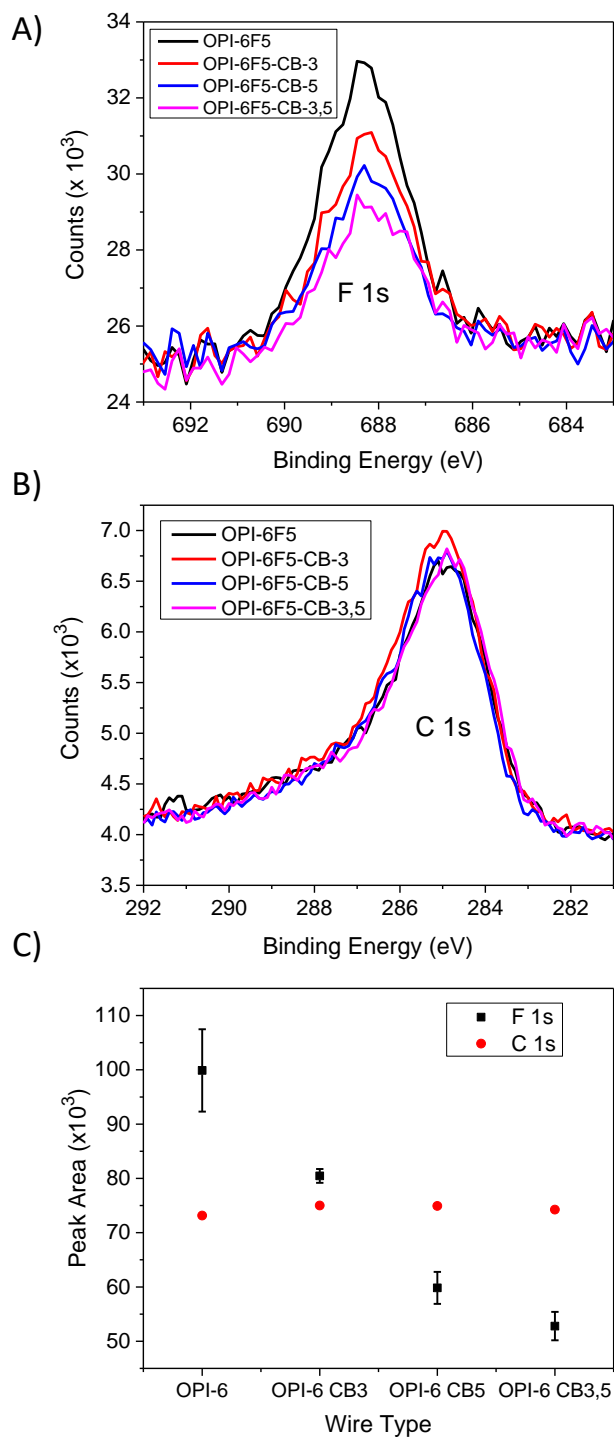 A)
OPI-6F5
OPI-6F5-CB-3
OPI-6F5-CB-5
OPI-6F5-CB-3,5
34
32
30
28
26
24
Counts (x 10³)
F 1s
692 690 688 686 684
Binding Energy (eV)
B)
OPI-6F5
OPI-6F5-CB-3
OPI-6F5-CB-5
OPI-6F5-CB-3,5
7.0
6.5
6.0
5.5
5.0
4.5
4.0
3.5
Counts (x10³)
C 1s
292 290 288 286 284 282
Binding Energy (eV)
C)
F 1s
C 1s
110
100
90
80
70
60
50
Peak Area (x10³)
OPI-6 OPI-6 CB3 OPI-6 CB5 OPI-6 CB3,5
Wire Type